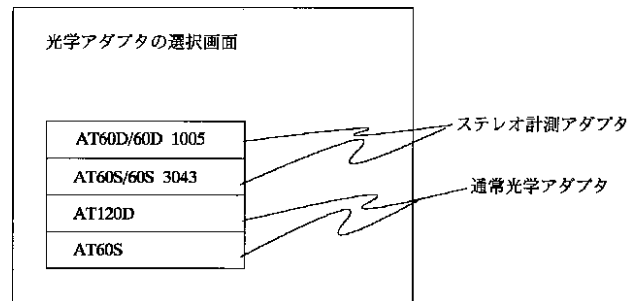 光学アダプタの選択画面
AT60D/60D 1005
AT60S/60S 3043
AT120D
AT60S
ステレオ計測アダプタ
通常光学アダプタ